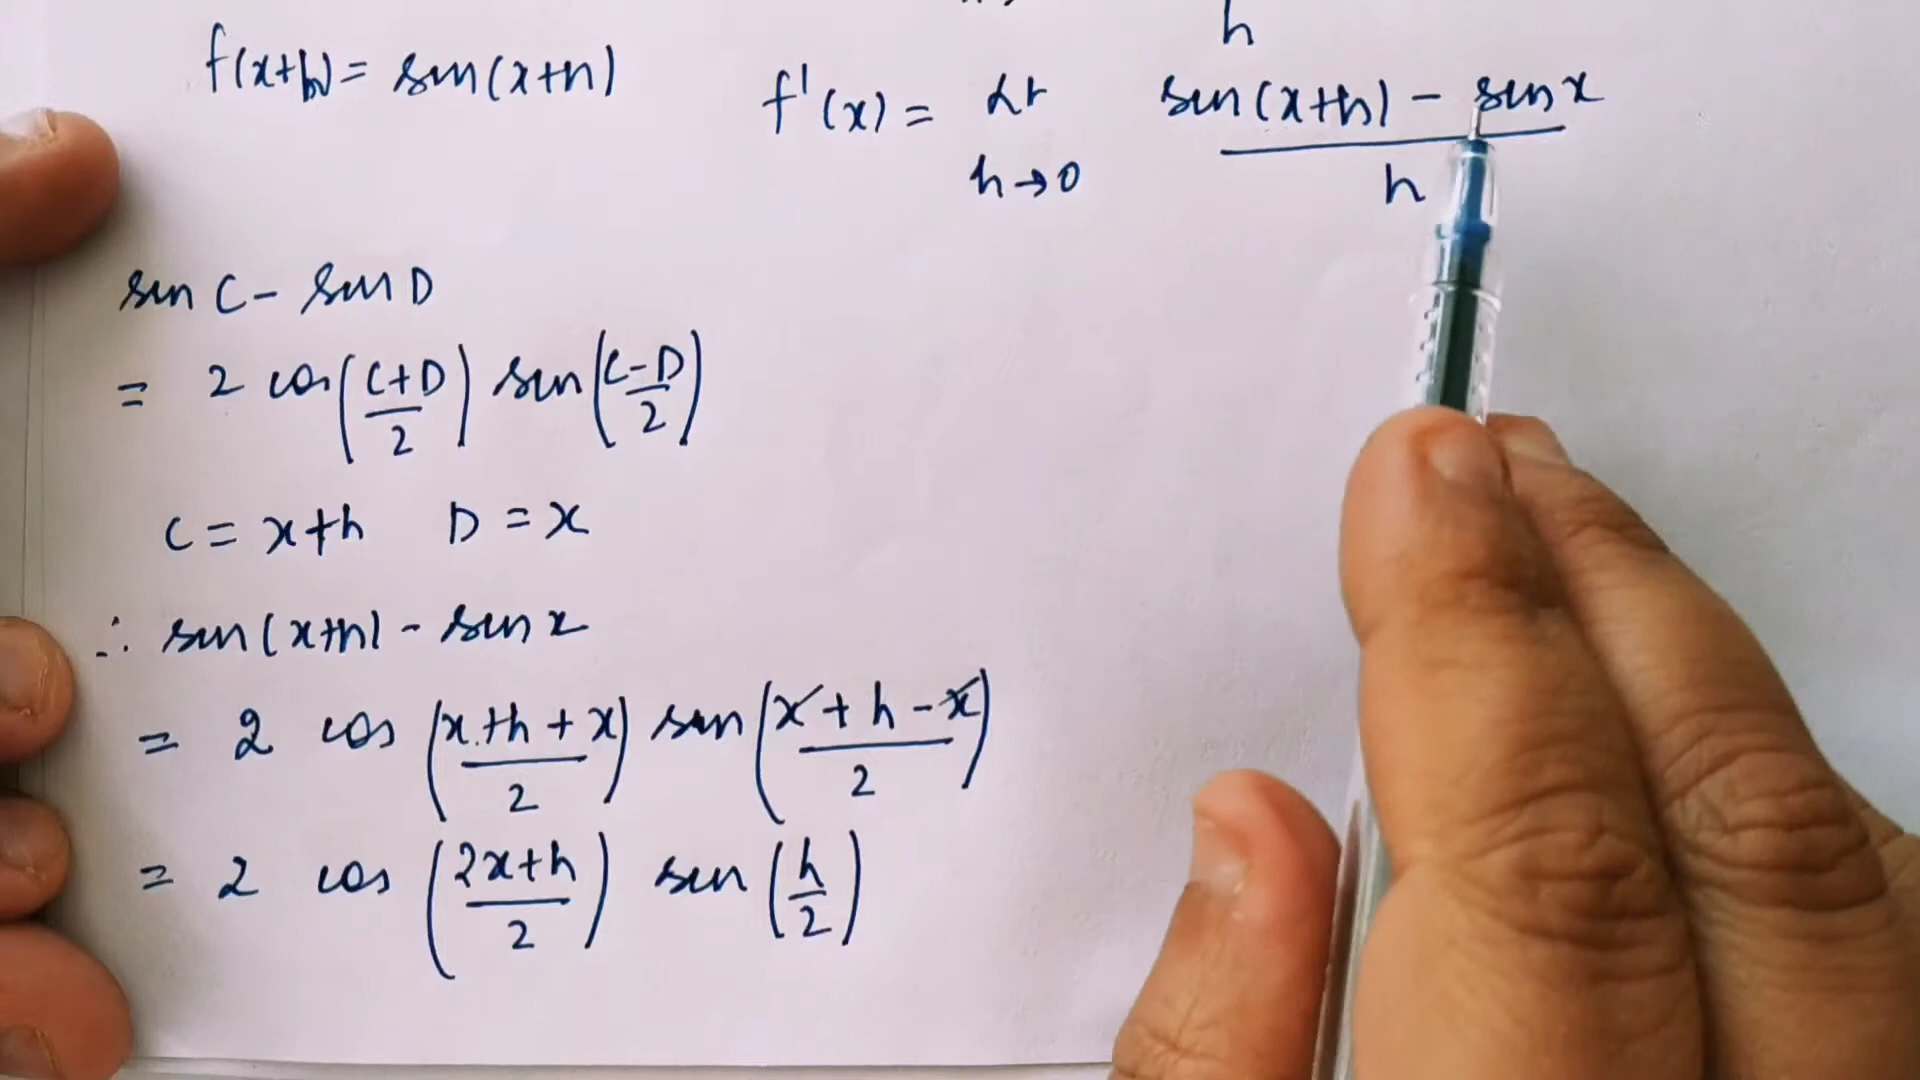 h
f(x+h) = sin(x+h)
f'(x) = Lt sin(x+h) - sin x
h→0 h
sin C - sin D
= 2 cos((C+D)/2) sin((C-D)/2)
C = x+h D = x
∴ sin(x+h) - sin x
= 2 cos((x+h+x)/2) sin((x+h-x)/2)
= 2 cos((2x+h)/2) sin(h/2)